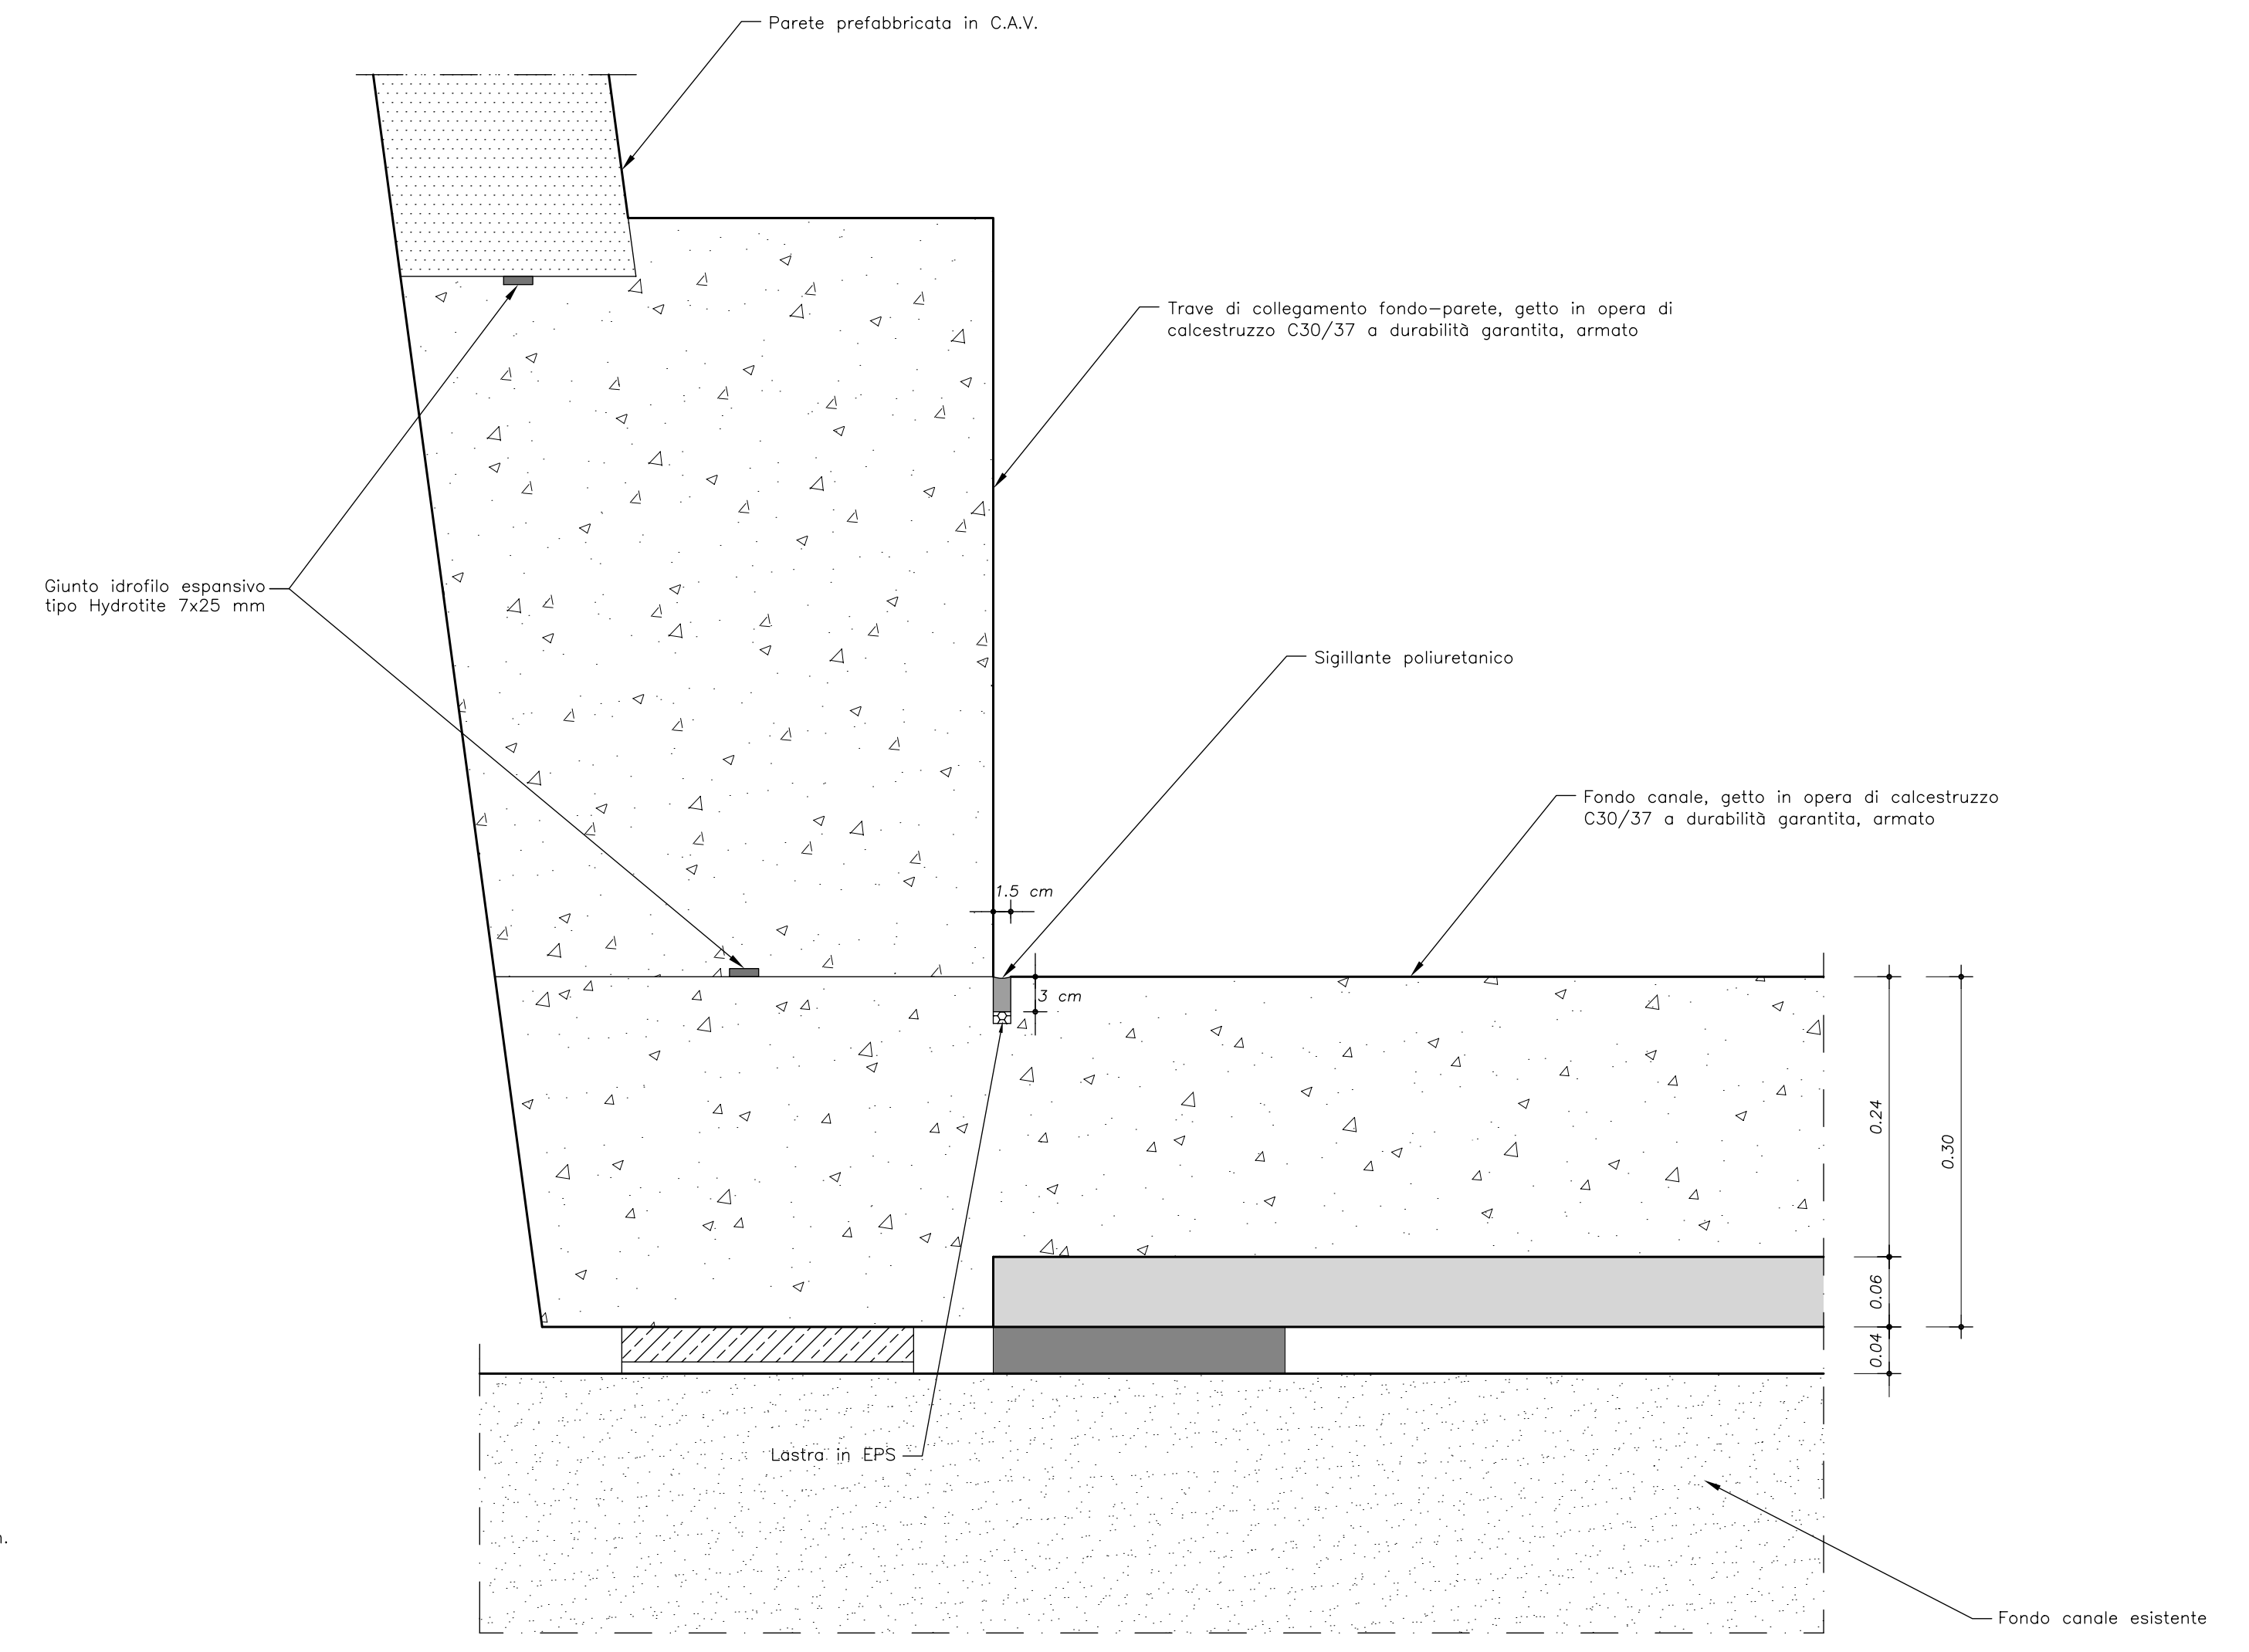 Parete prefabbricata in C.A.V.
Trave di collegamento fondo-parete, getto in opera di
calcestruzzo C30/37 a durabilità garantita, armato
Giunto idrofilo espansivo
tipo Hydrotite 7x25 mm
Sigillante poliuretanico
Fondo canale, getto in opera di calcestruzzo
C30/37 a durabilità garantita, armato
1.5 cm
3 cm
0.24
0.30
0.06
0.04
Lastra in EPS
Fondo canale esistente